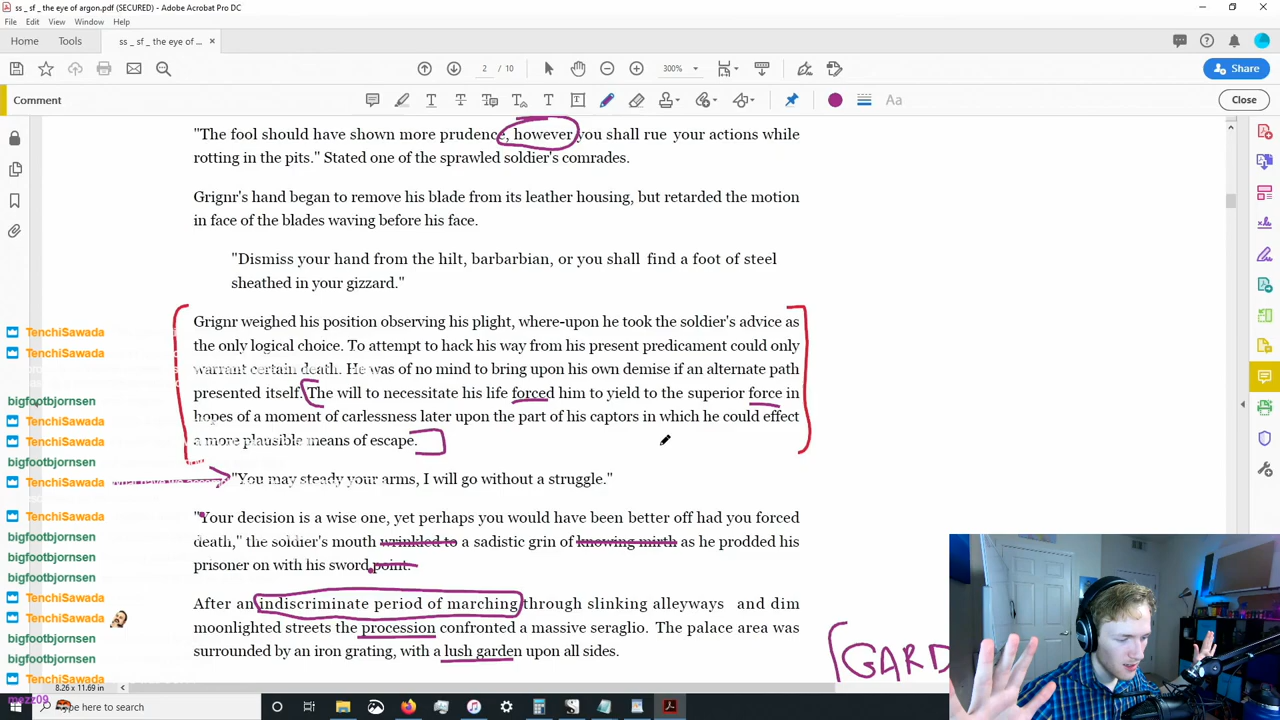 ss _ sf _ the eye of argon.pdf (SECURED) - Adobe Acrobat Pro DC
File Edit View Window Help
Home Tools ss _ sf _ the eye of ... ×
2 / 10 300% Share
Comment Aa Close
"The fool should have shown more prudence, however you shall rue your actions while
rotting in the pits." Stated one of the sprawled soldier's comrades.
Grignr's hand began to remove his blade from its leather housing, but retarded the motion
in face of the blades waving before his face.
"Dismiss your hand from the hilt, barbarbian, or you shall find a foot of steel
sheathed in your gizzard."
Grignr weighed his position observing his plight, where-upon he took the soldier's advice as
TenchiSawada
the only logical choice. To attempt to hack his way from his present predicament could only
TenchiSawada
warrant certain death. He was of no mind to bring upon his own demise if an alternate path
presented itself. The will to necessitate his life forced him to yield to the superior force in
bigfootbjornsen
hopes of a moment of carlessness later upon the part of his captors in which he could effect
TenchiSawada
a more plausible means of escape.
bigfootbjornsen
"You may steady your arms, I will go without a struggle."
TenchiSawada
"Your decision is a wise one, yet perhaps you would have been better off had you forced
TenchiSawada
death," the soldier's mouth wrinkled to a sadistic grin of knowing mirth as he prodded his
bigfootbjornsen
prisoner on with his sword point.
bigfootbjornsen
TenchiSawada
After an indiscriminate period of marching through slinking alleyways and dim
TenchiSawada
moonlighted streets the procession confronted a massive seraglio. The palace area was
bigfootbjornsen
surrounded by an iron grating, with a lush garden upon all sides.
bigfootbjornsen
GARD
TenchiSawada
8.26 x 11.69 in
mozz09
Type here to search